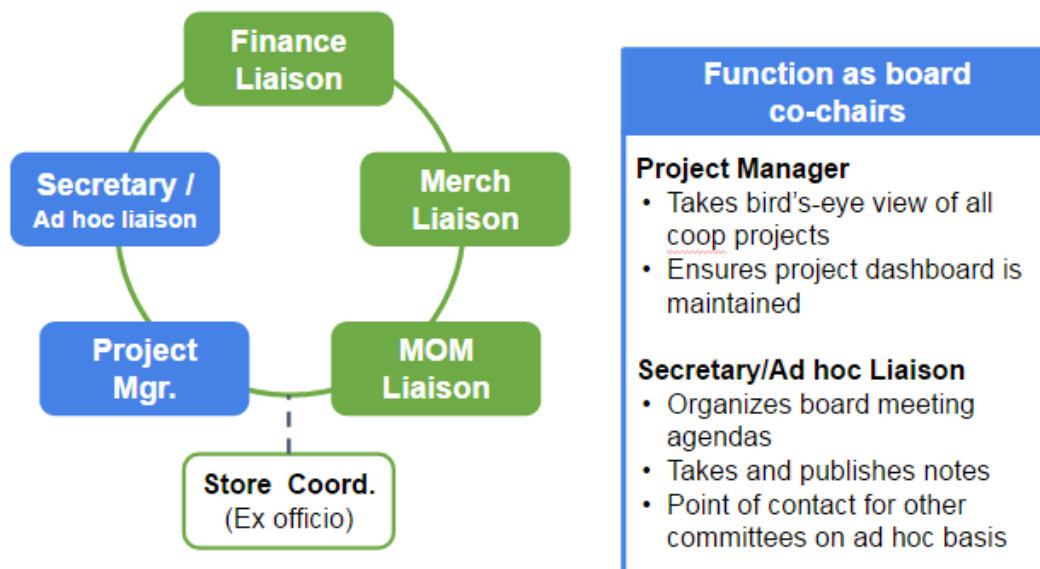 Finance
Liaison
Secretary /
Ad hoc liaison
Merch
Liaison
Project
Mgr.
MOM
Liaison
Store Coord.
(Ex officio)
Function as board
co-chairs
Project Manager
• Takes bird's-eye view of all
coop projects
• Ensures project dashboard is
maintained
Secretary/Ad hoc Liaison
• Organizes board meeting
agendas
• Takes and publishes notes
• Point of contact for other
committees on ad hoc basis